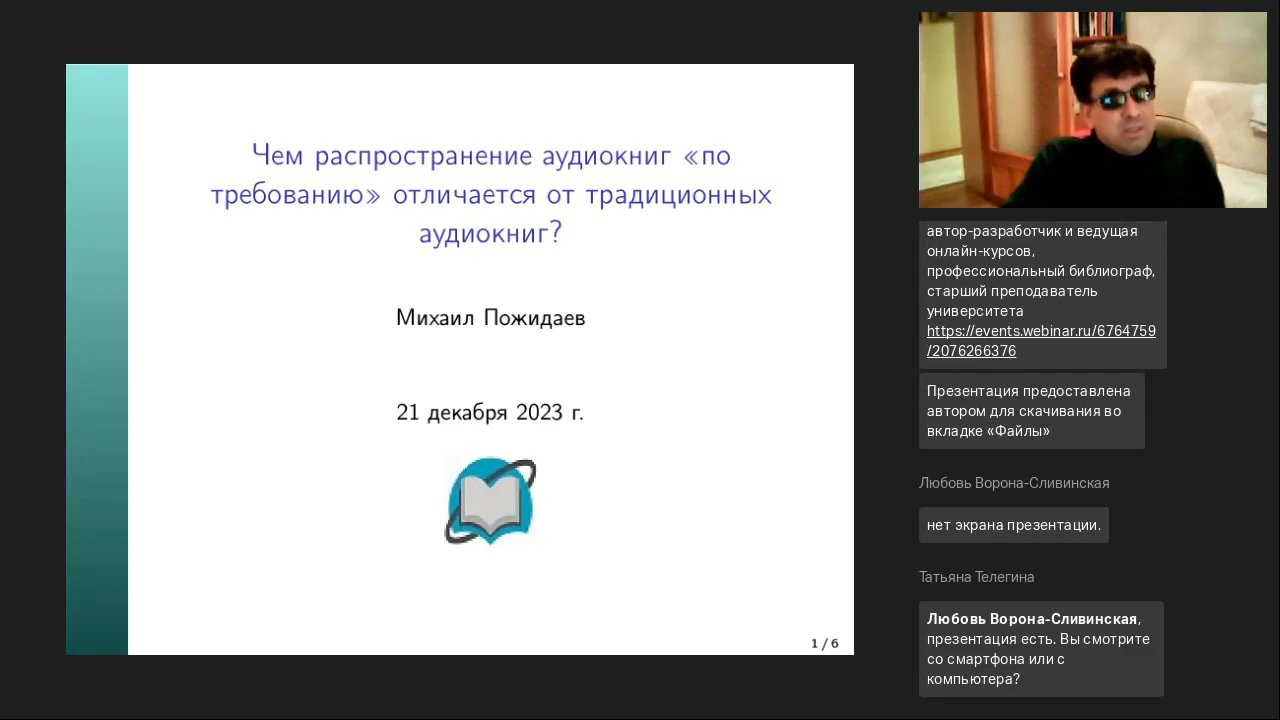 Чем распространение аудиокниг «по
требованию» отличается от традиционных
аудиокниг?
Михаил Пожидаев
21 декабря 2023 г.
1 / 6
автор-разработчик и ведущая
онлайн-курсов,
профессиональный библиограф,
старший преподаватель
университета
https://events.webinar.ru/6764759
/2076266376
Презентация предоставлена
автором для скачивания во
вкладке «Файлы»
Любовь Ворона-Сливинская
нет экрана презентации.
Татьяна Телегина
Любовь Ворона-Сливинская,
презентация есть. Вы смотрите
со смартфона или с
компьютера?